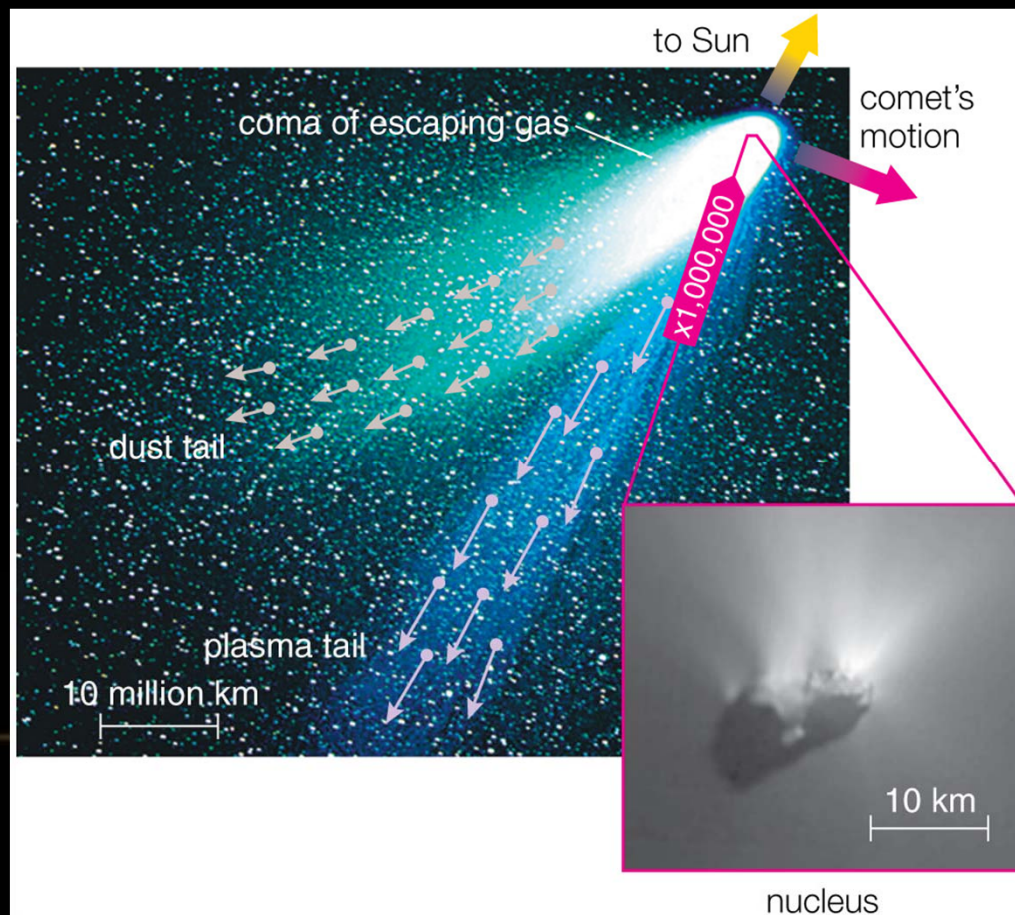 to Sun
comet's
motion
coma of escaping gas
x1,000,000
dust tail
plasma tail
10 million km
10 km
nucleus